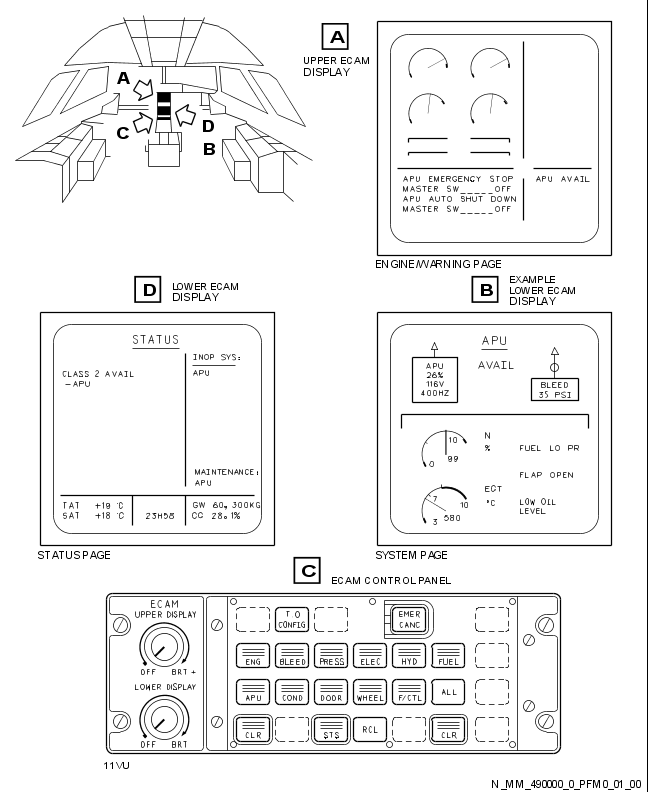 A
UPPER ECAM
DISPLAY
A
C
D
B
APU EMERGENCY STOP
MASTER SW_____OFF
APU AUTO SHUT DOWN
MASTER SW_____OFF
APU AVAIL
ENGINE/WARNING PAGE
D
LOWER ECAM
DISPLAY
B
EXAMPLE
LOWER ECAM
DISPLAY
STATUS
INOP SYS:
CLASS 2 AVAIL
APU
-APU
MAINTENANCE:
APU
TAT +19 °C
SAT +18 °C
23H58
GW 60,300KG
CG 28.1%
STATUS PAGE
APU
AVAIL
APU
26%
116V
400HZ
BLEED
35 PSI
10
0
99
N
%
FUEL LO PR
FLAP OPEN
7
10
3
580
EGT
°C
LOW OIL
LEVEL
SYSTEM PAGE
C
ECAM CONTROL PANEL
ECAM
UPPER DISPLAY
OFF BRT +
LOWER DISPLAY
OFF BRT
T.O
CONFIG
EMER
CANC
ENG BLEED PRESS ELEC HYD FUEL
APU COND DOOR WHEEL F/CTL ALL
CLR STS RCL CLR
11VU
N_MM_490000_0_PFM0_01_00